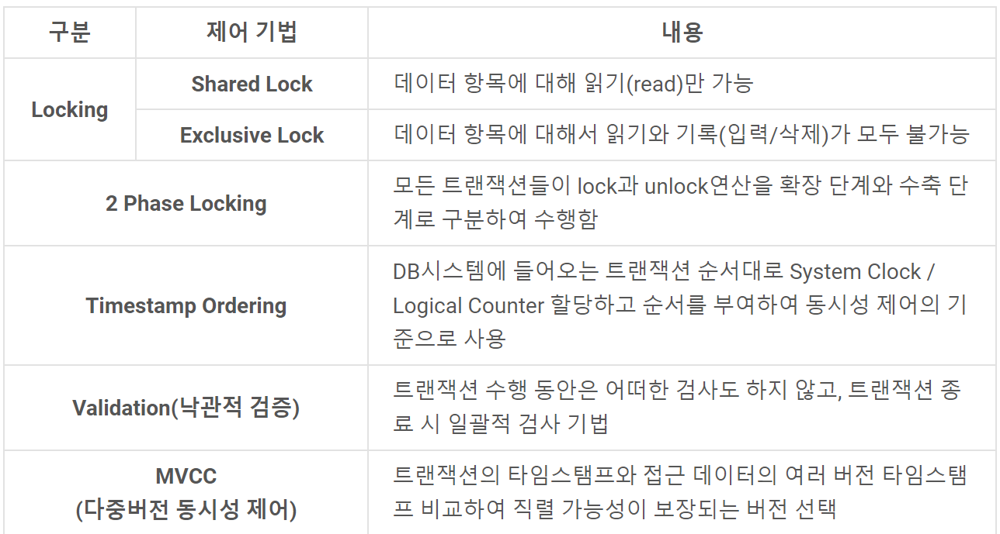 구분
제어 기법
내용
Locking
Shared Lock
데이터 항목에 대해 읽기(read)만 가능
Exclusive Lock
데이터 항목에 대해서 읽기와 기록(입력/삭제)가 모두 불가능
2 Phase Locking
모든 트랜잭션들이 lock과 unlock연산을 확장 단계와 수축 단
계로 구분하여 수행함
Timestamp Ordering
DB시스템에 들어오는 트랜잭션 순서대로 System Clock /
Logical Counter 할당하고 순서를 부여하여 동시성 제어의 기
준으로 사용
Validation(낙관적 검증)
트랜잭션 수행 동안은 어떠한 검사도 하지 않고, 트랜잭션 종
료 시 일괄적 검사 기법
MVCC
(다중버전 동시성 제어)
트랜잭션의 타임스탬프와 접근 데이터의 여러 버전 타임스탬
프 비교하여 직렬 가능성이 보장되는 버전 선택